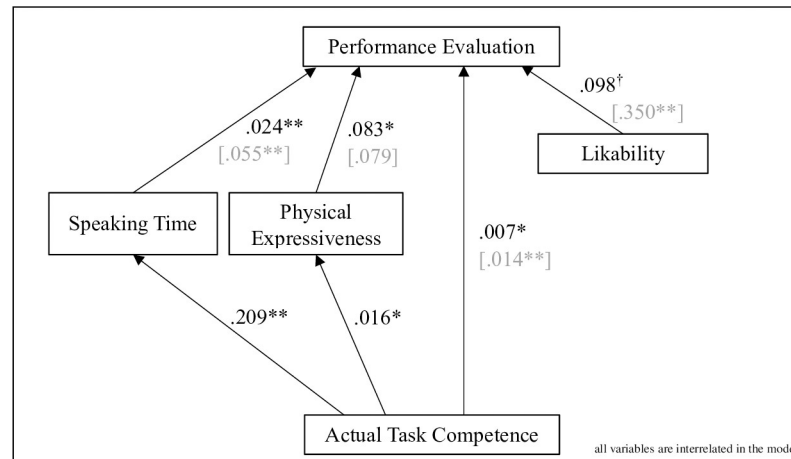 Performance Evaluation
.098†
[.350**]
.024**
[.055**]
.083*
[.079]
Likability
Speaking Time
Physical
Expressiveness
.007*
[.014**]
.209**
.016*
Actual Task Competence
all variables are interrelated in the mode